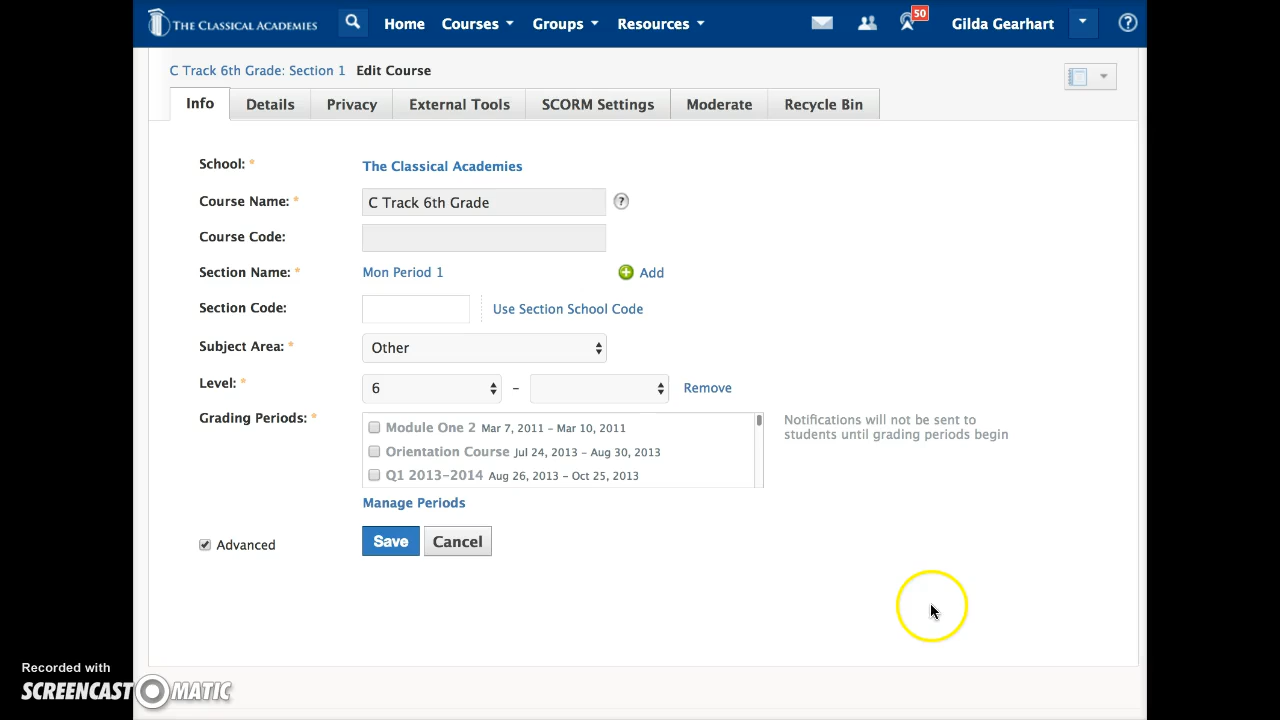 THE CLASSICAL ACADEMIES Home Courses Groups Resources 50 Gilda Gearhart ?
C Track 6th Grade: Section 1 Edit Course
Info Details Privacy External Tools SCORM Settings Moderate Recycle Bin
School: * The Classical Academies
Course Name: * C Track 6th Grade ?
Course Code:
Section Name: * Mon Period 1 Add
Section Code: Use Section School Code
Subject Area: * Other
Level: * 6 – Remove
Grading Periods: * Module One 2 Mar 7, 2011 – Mar 10, 2011
Orientation Course Jul 24, 2013 – Aug 30, 2013
Q1 2013-2014 Aug 26, 2013 – Oct 25, 2013
Notifications will not be sent to
students until grading periods begin
Manage Periods
Advanced Save Cancel
Recorded with
SCREENCAST MATIC